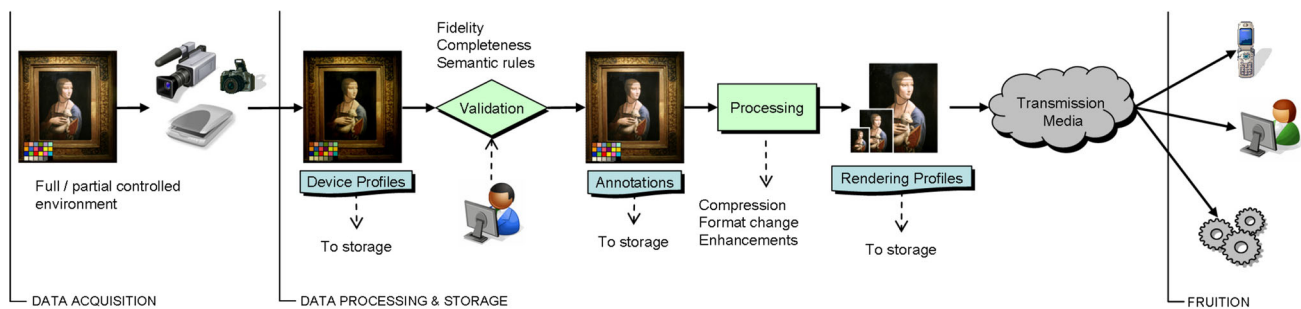 Full / partial controlled
environment
DATA ACQUISITION
Device Profiles
To storage
Fidelity
Completeness
Semantic rules
Validation
Annotations
To storage
Processing
Compression
Format change
Enhancements
Rendering Profiles
To storage
DATA PROCESSING & STORAGE
Transmission
Media
FRUITION